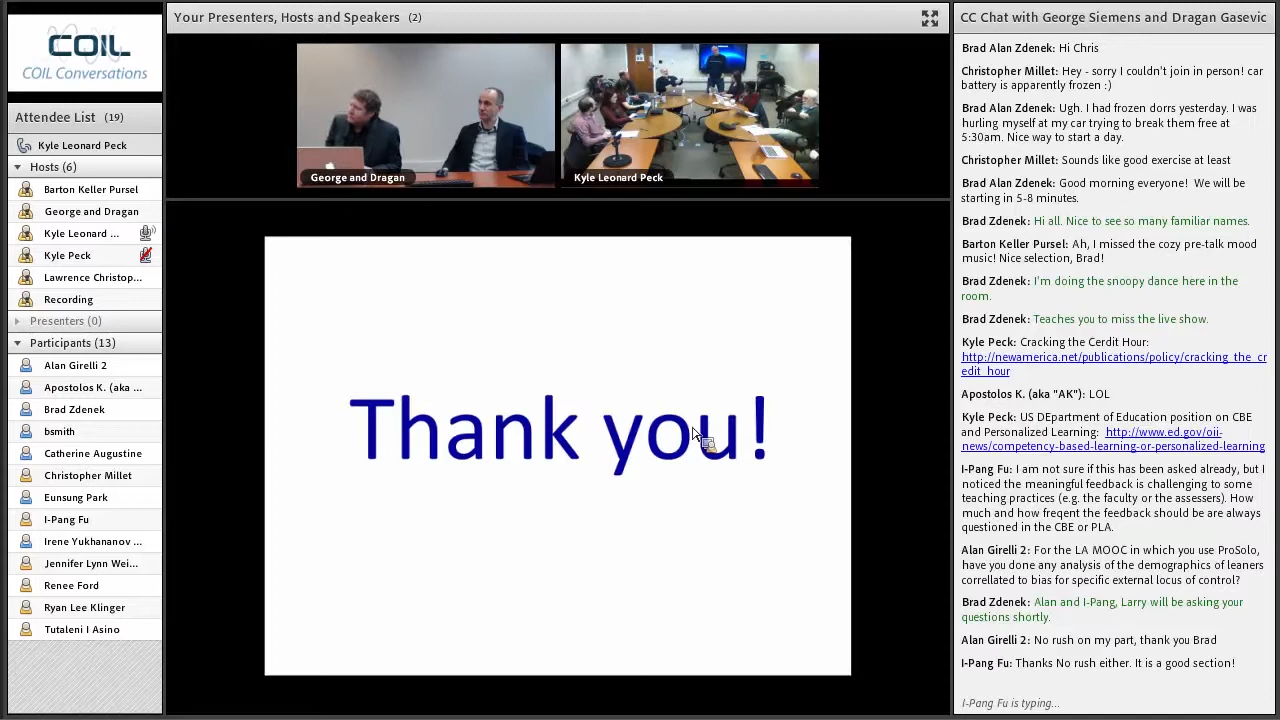 COIL
COIL Conversations
Attendee List (19)
Kyle Leonard Peck
Hosts (6)
Barton Keller Pursel
George and Dragan
Kyle Leonard ...
Kyle Peck
Lawrence Christop...
Recording
Presenters (0)
Participants (13)
Alan Girelli 2
Apostolos K. (aka ...
Brad Zdenek
bsmith
Catherine Augustine
Christopher Millet
Eunsung Park
I-Pang Fu
Irene Yukhananov ...
Jennifer Lynn Wei...
Renee Ford
Ryan Lee Klinger
Tutaleni I Asino
Your Presenters, Hosts and Speakers (2)
George and Dragan
Kyle Leonard Peck
Thank you!
CC Chat with George Siemens and Dragan Gasevic
Brad Alan Zdenek: Hi Chris
Christopher Millet: Hey - sorry I couldn't join in person! car
battery is apparently frozen :)
Brad Alan Zdenek: Ugh. I had frozen dorrs yesterday. I was
hurling myself at my car trying to break them free at
5:30am. Nice way to start a day.
Christopher Millet: Sounds like good exercise at least
Brad Alan Zdenek: Good morning everyone! We will be
starting in 5-8 minutes.
Brad Zdenek: Hi all. Nice to see so many familiar names.
Barton Keller Pursel: Ah, I missed the cozy pre-talk mood
music! Nice selection, Brad!
Brad Zdenek: I'm doing the snoopy dance here in the
room.
Brad Zdenek: Teaches you to miss the live show.
Kyle Peck: Cracking the Cerdit Hour:
http://newamerica.net/publications/policy/cracking_the_cr
edit_hour
Apostolos K. (aka "AK"): LOL
Kyle Peck: US DEpartment of Education position on CBE
and Personalized Learning: http://www.ed.gov/oii-
news/competency-based-learning-or-personalized-learning
I-Pang Fu: I am not sure if this has been asked already, but I
noticed the meaningful feedback is challenging to some
teaching practices (e.g. the faculty or the assessers). How
much and how freqent the feedback should be are always
questioned in the CBE or PLA.
Alan Girelli 2: For the LA MOOC in which you use ProSolo,
have you done any analysis of the demographics of leaners
correllated to bias for specific external locus of control?
Brad Zdenek: Alan and I-Pang, Larry will be asking your
questions shortly.
Alan Girelli 2: No rush on my part, thank you Brad
I-Pang Fu: Thanks No rush either. It is a good section!
I-Pang Fu is typing...